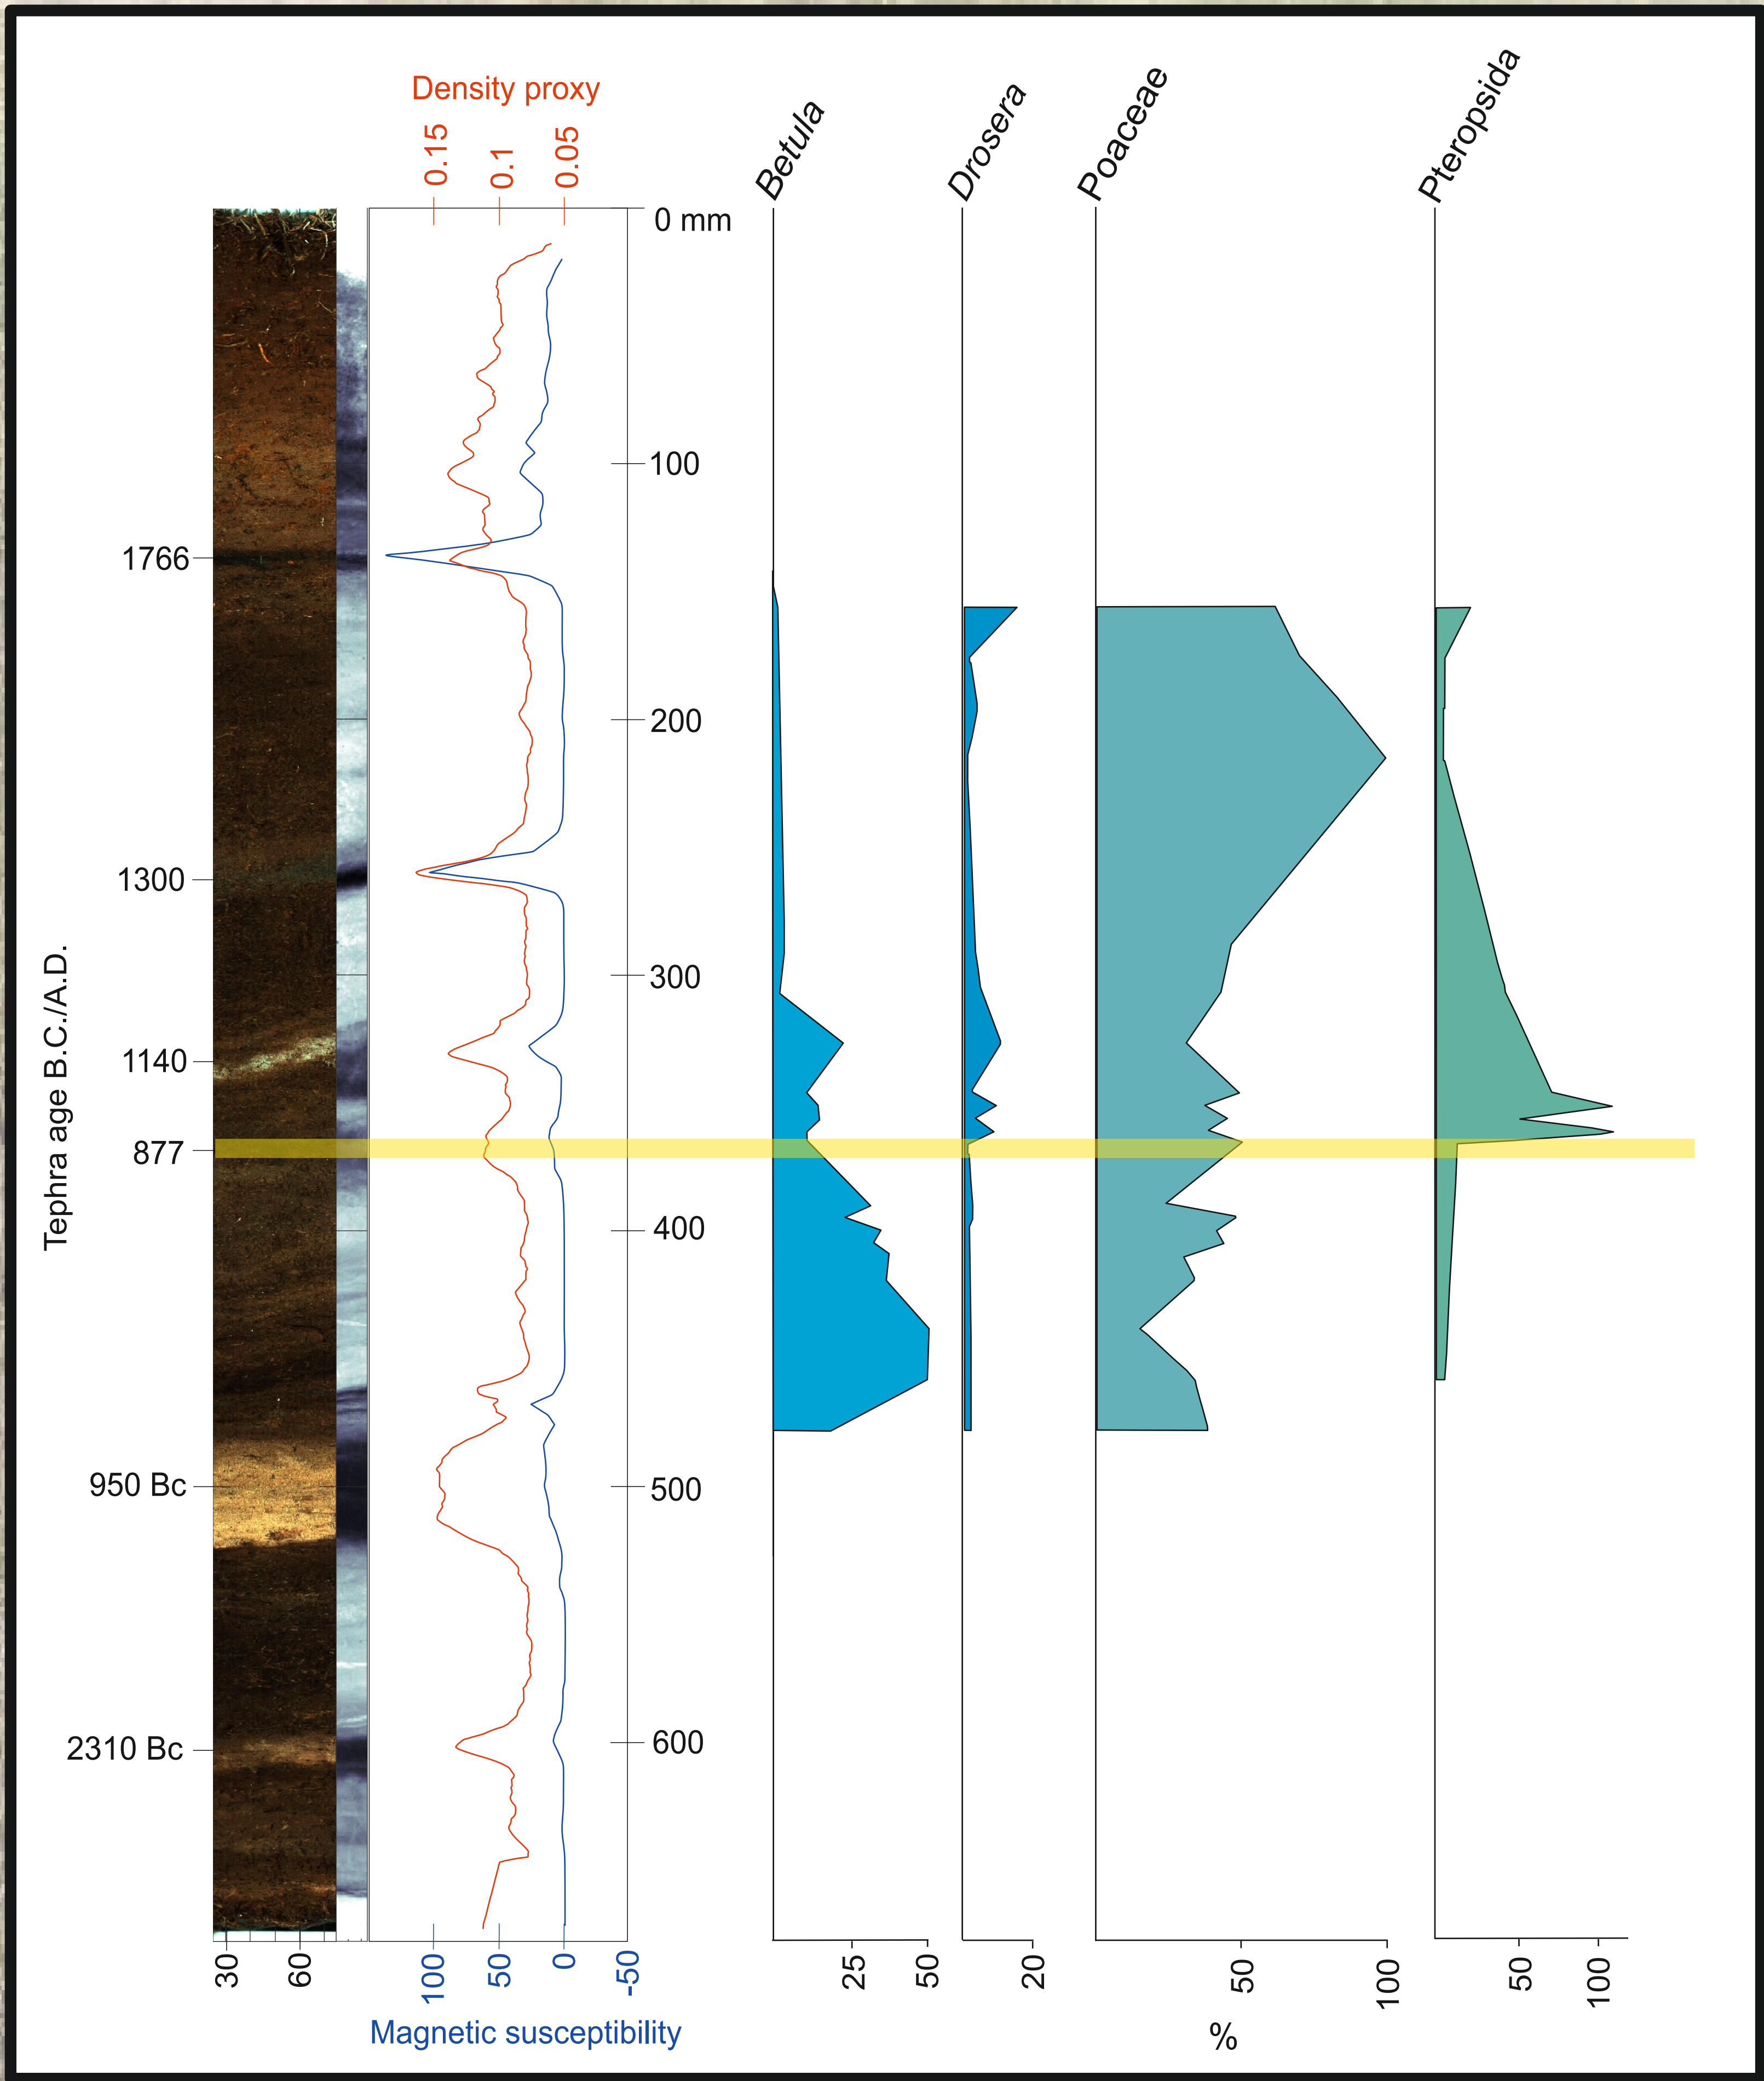 Density proxy
0.15
0.1
0.05
Betula
Drosera
Poaceae
Pteropsida
0 mm
100
200
300
400
500
600
Tephra age B.C./A.D.
1766
1300
1140
877
950 Bc
2310 Bc
30
60
100
50
0
-50
Magnetic susceptibility
25
50
20
50
100
50
100
%